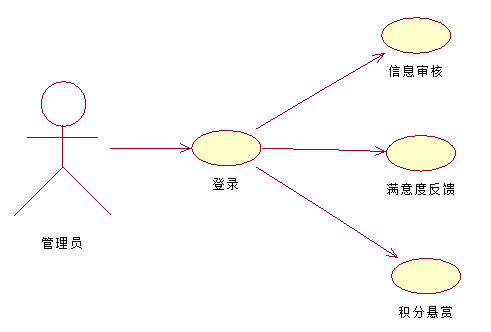 信息审核
登录
满意度反馈
管理员
积分悬赏